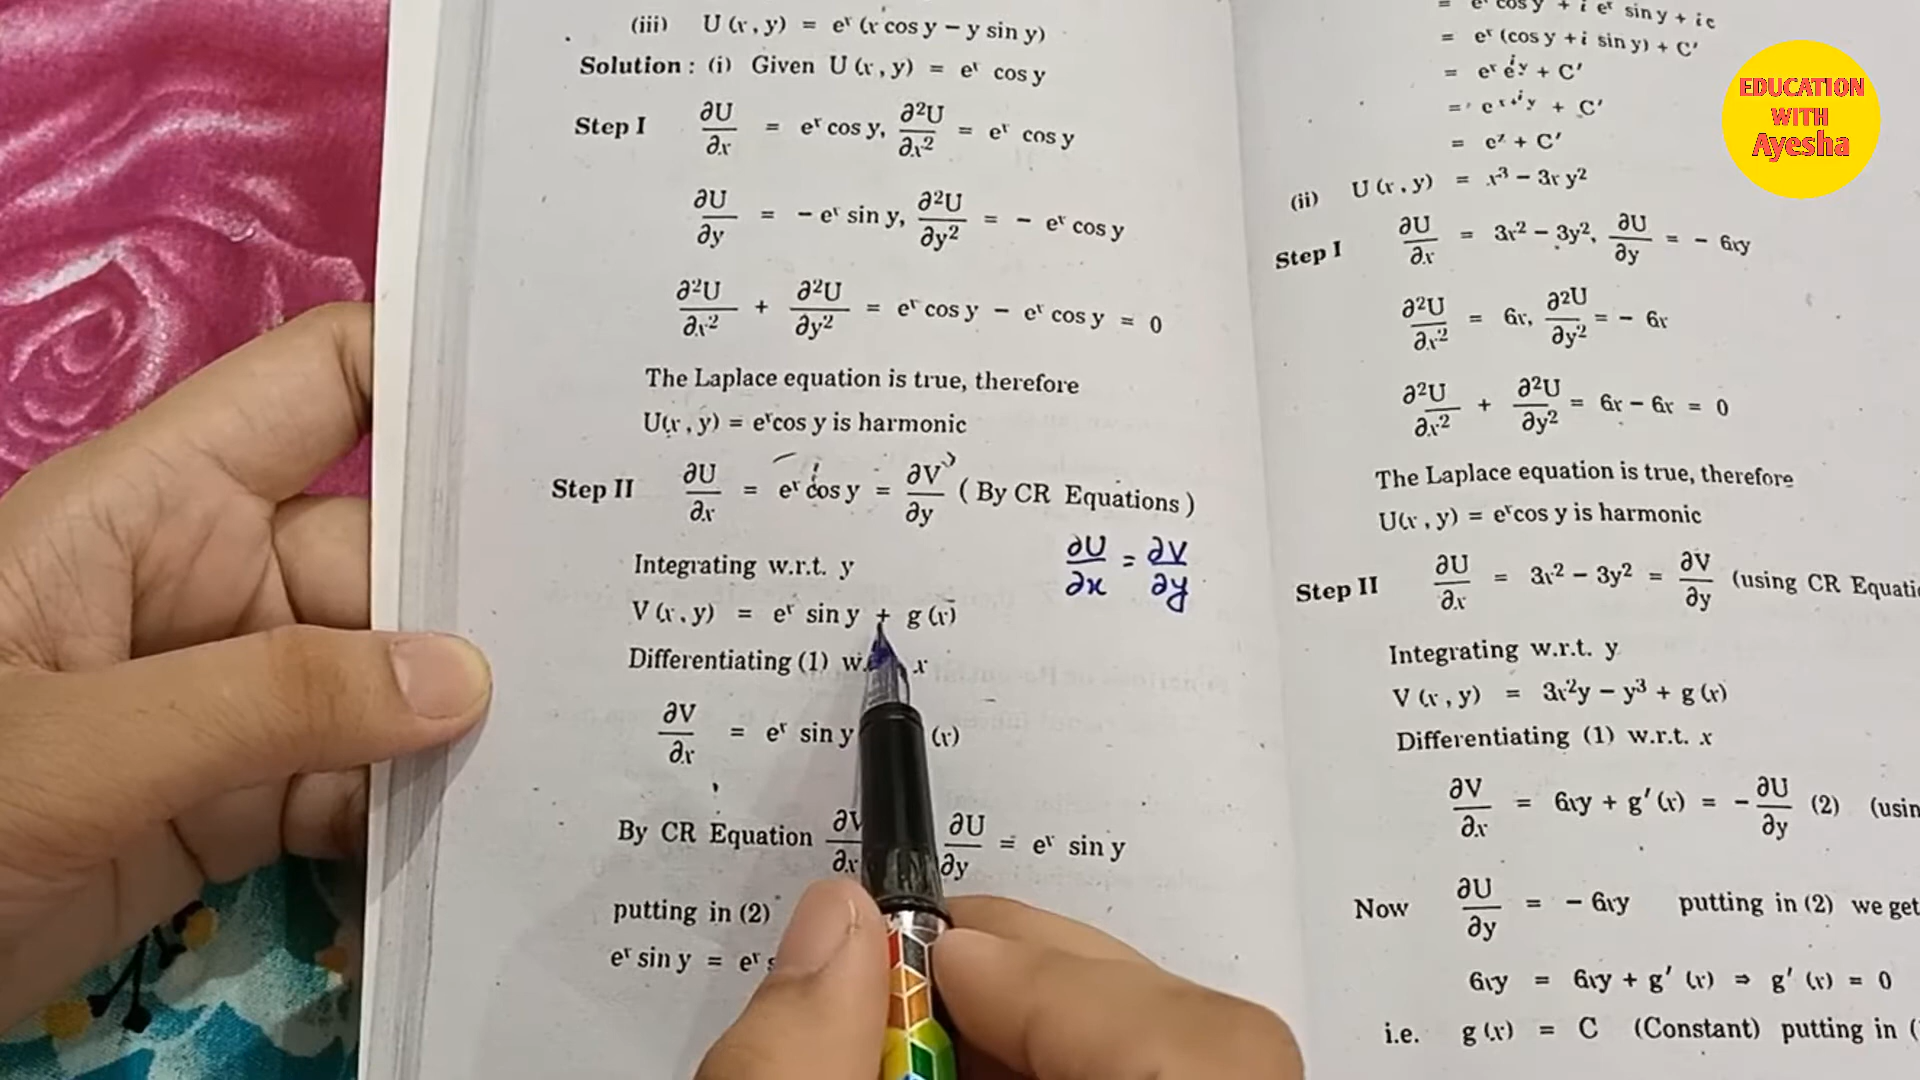 (iii) U (x , y) = eˣ (x cos y – y sin y)
Solution : (i) Given U (x , y) = eˣ cos y
Step I ∂U/∂x = eˣ cos y, ∂²U/∂x² = eˣ cos y
∂U/∂y = – eˣ sin y, ∂²U/∂y² = – eˣ cos y
∂²U/∂x² + ∂²U/∂y² = eˣ cos y – eˣ cos y = 0
The Laplace equation is true, therefore
U(x , y) = eˣcos y is harmonic
Step II ∂U/∂x = eˣ cos y = ∂V/∂y ( By CR Equations )
∂U/∂x = ∂V/∂y
Integrating w.r.t. y
V (x , y) = eˣ sin y + g (x)
Differentiating (1) x
∂V/∂x = eˣ sin y (x)
By CR Equation ∂V/∂x ∂U/∂y = eˣ sin y
putting in (2)
eˣ sin y = eˣ
= eˣ cos y + i eˣ sin y + ic
= eˣ (cos y + i sin y) + C′
= eˣ eⁱʸ + C′
= eˣ⁺ⁱʸ + C′
= eᶻ + C′
(ii) U (x , y) = x³ – 3x y²
Step I ∂U/∂x = 3x² – 3y², ∂U/∂y = – 6xy
∂²U/∂x² = 6x, ∂²U/∂y² = – 6x
∂²U/∂x² + ∂²U/∂y² = 6x – 6x = 0
The Laplace equation is true, therefore
U(x , y) = eˣcos y is harmonic
Step II ∂U/∂x = 3x² – 3y² = ∂V/∂y (using CR Equati
Integrating w.r.t. y
V (x , y) = 3x²y – y³ + g (x)
Differentiating (1) w.r.t. x
∂V/∂x = 6xy + g′ (x) = – ∂U/∂y (2) (usin
Now ∂U/∂y = – 6xy putting in (2) we get
6xy = 6xy + g′ (x) ⇒ g′ (x) = 0
i.e. g (x) = C (Constant) putting in (
EDUCATION
WITH
Ayesha